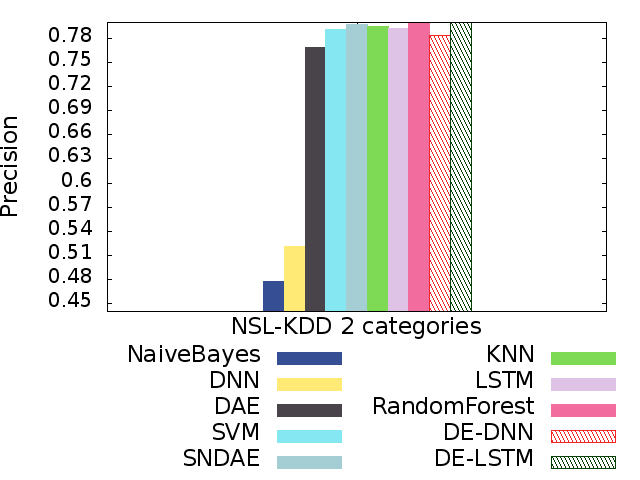 0.78
0.75
0.72
0.69
0.66
0.63
0.6
0.57
0.54
0.51
0.48
0.45
Precision
NSL-KDD 2 categories
NaiveBayes
DNN
DAE
SVM
SNDAE
KNN
LSTM
RandomForest
DE-DNN
DE-LSTM